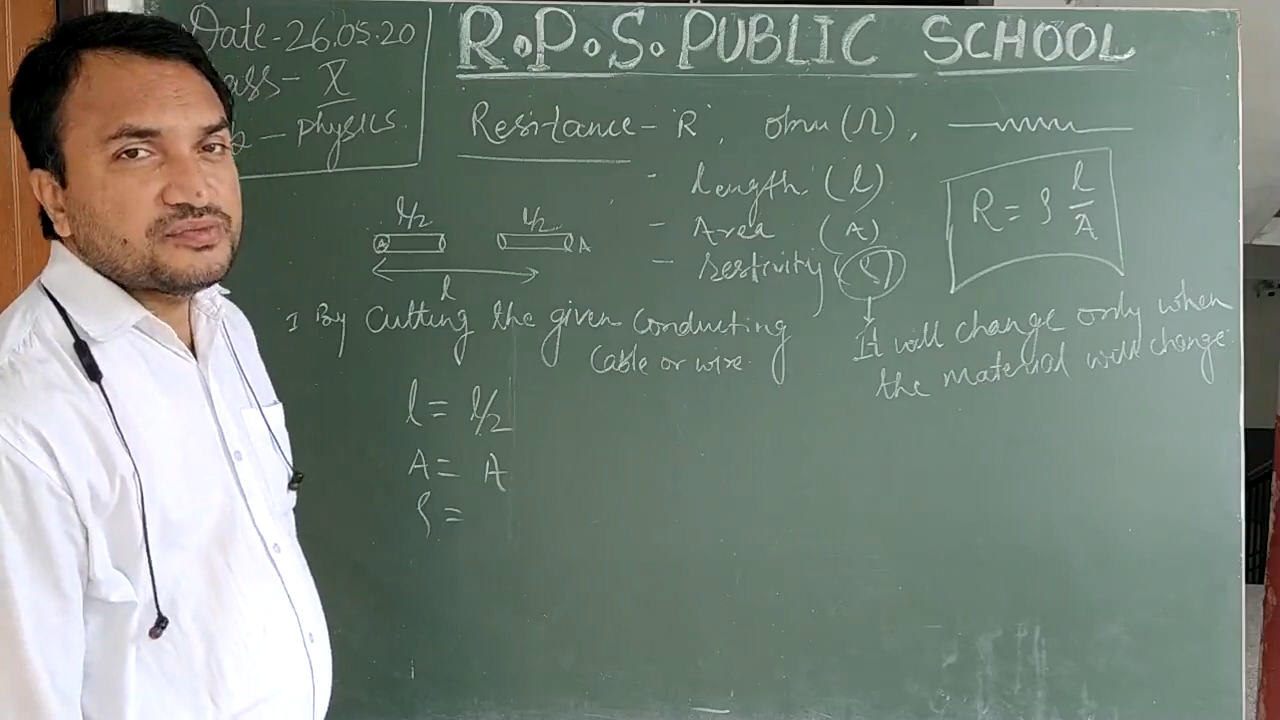 Date-26.05.20
ass- X
- physics.
R.P.S. PUBLIC SCHOOL
Resistance - 'R', ohm (Ω),
- Length (l)
- Area (A)
- Resistivity (ρ)
R = ρ l/A
l/2 l/2
A A
l
It will change only when
the material will change.
1 By cutting the given conducting
cable or wire.
l = l/2
A = A
ρ =